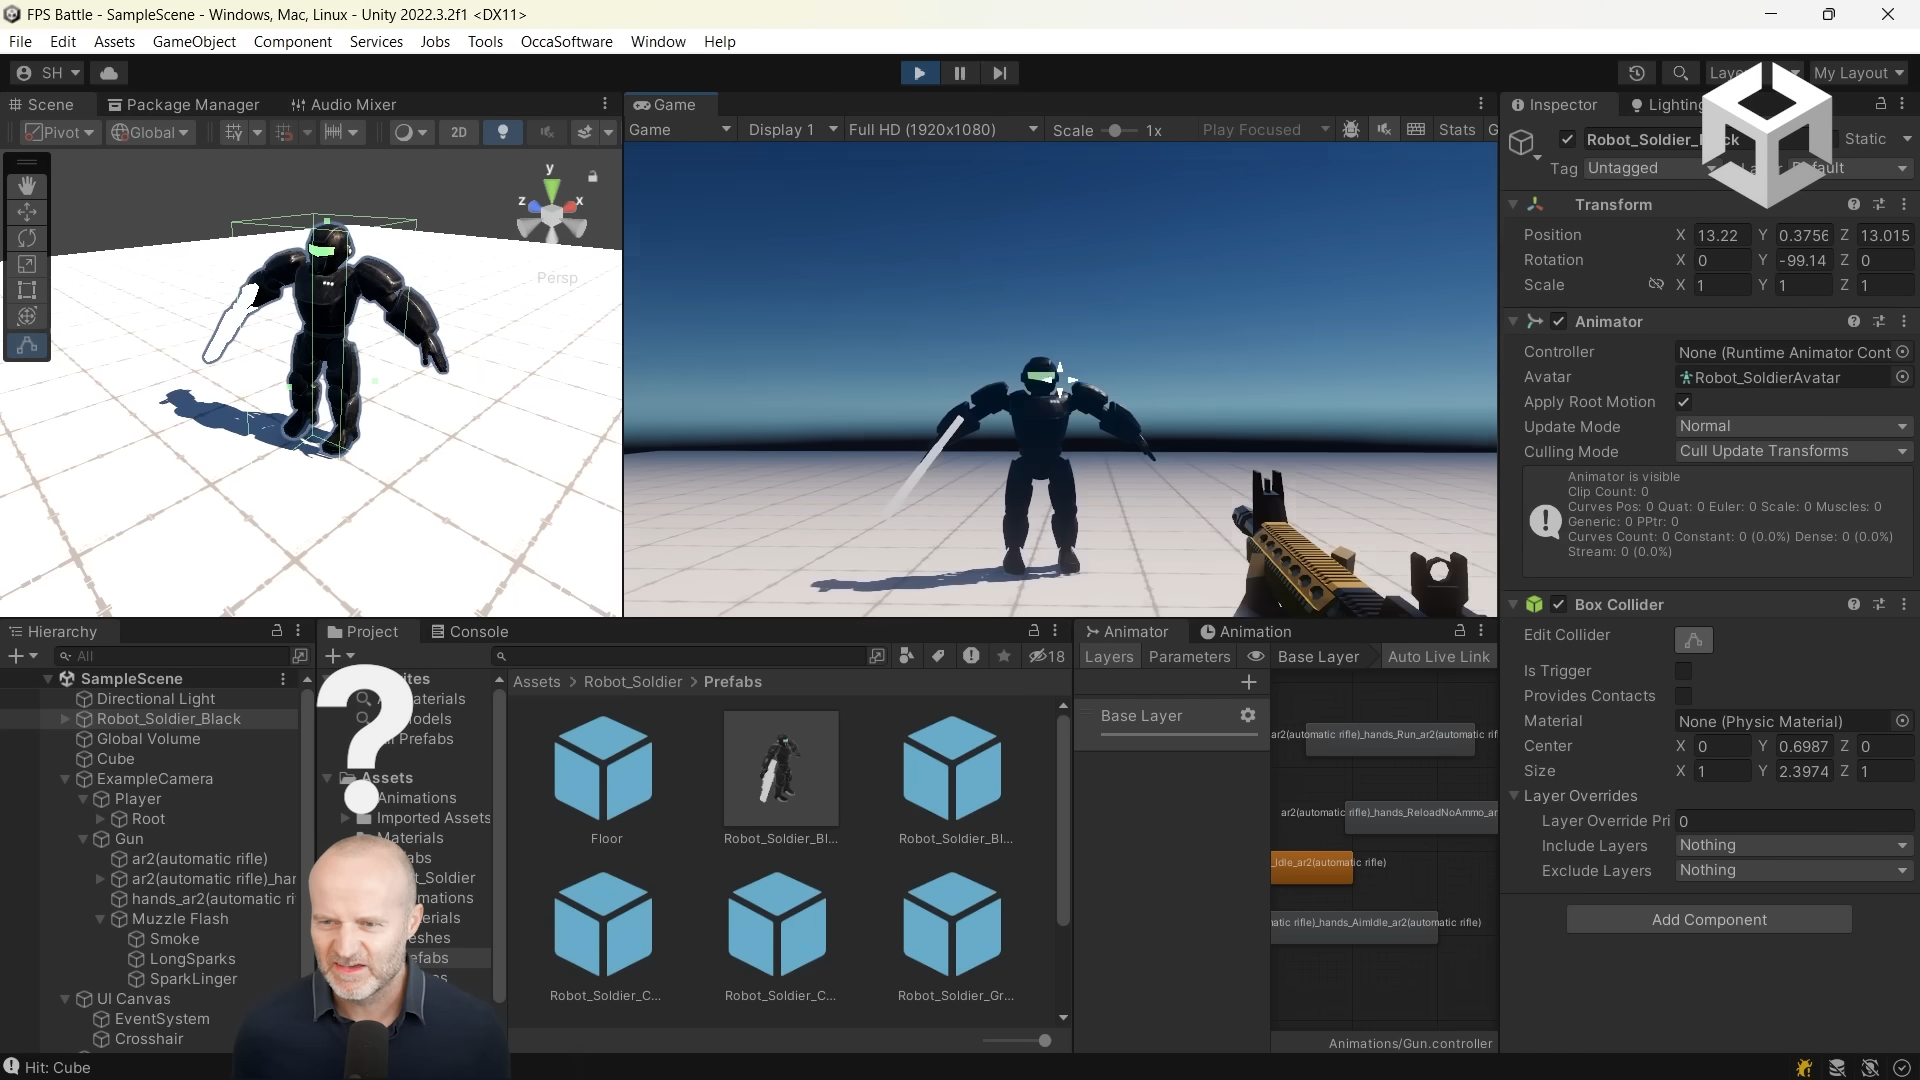 FPS Battle - SampleScene - Windows, Mac, Linux - Unity 2022.3.2f1 <DX11>
File Edit Assets GameObject Component Services Jobs Tools OccaSoftware Window Help
SH
My Layout
Scene Package Manager Audio Mixer
Pivot Global 2D
y
z x
Persp
Game
Game Display 1 Full HD (1920x1080) Scale 1x Play Focused Stats G
Inspector Lighting
Static
Tag Untagged
Transform
Position X 13.22 Y 0.3756 Z 13.015
Rotation X 0 Y -99.14 Z 0
Scale X 1 Y 1 Z 1
Animator
Controller None (Runtime Animator Cont
Avatar Robot_SoldierAvatar
Apply Root Motion
Update Mode Normal
Culling Mode Cull Update Transforms
Animator is visible
Clip Count: 0
Curves Pos: 0 Quat: 0 Euler: 0 Scale: 0 Muscles: 0
Generic: 0 PPtr: 0
Curves Count: 0 Constant: 0 (0.0%) Dense: 0 (0.0%)
Stream: 0 (0.0%)
Box Collider
Edit Collider
Is Trigger
Provides Contacts
Material None (Physic Material)
Center X 0 Y 0.6987 Z 0
Size X 1 Y 2.3974 Z 1
Layer Overrides
Layer Override Pri 0
Include Layers Nothing
Exclude Layers Nothing
Add Component
Hierarchy
All
SampleScene
Directional Light
Robot_Soldier_Black
Global Volume
Cube
ExampleCamera
Player
Root
Gun
ar2(automatic rifle)
ar2(automatic rifle)_har
hands_ar2(automatic ri
Muzzle Flash
Smoke
LongSparks
SparkLinger
UI Canvas
EventSystem
Crosshair
Project Console
18
?
Prefabs
Assets
Animations
Imported Assets
Materials
Assets > Robot_Soldier > Prefabs
Floor Robot_Soldier_Bl... Robot_Soldier_Bl...
Robot_Soldier_C... Robot_Soldier_C... Robot_Soldier_Gr...
Animator Animation
Layers Parameters Base Layer Auto Live Link
Base Layer
ar2(automatic rifle)_hands_Run_ar2(automatic rif
ar2(automatic rifle)_hands_ReloadNoAmmo_ar
_Idle_ar2(automatic rifle)
atic rifle)_hands_AimIdle_ar2(automatic rifle)
Animations/Gun.controller
Hit: Cube